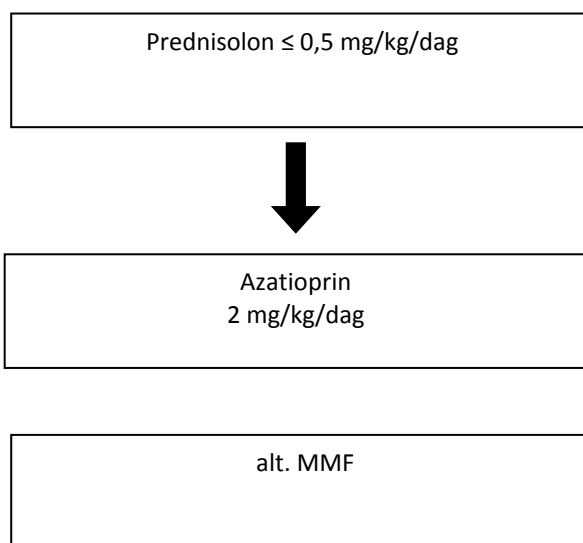 Prednisolon ≤ 0,5 mg/kg/dag
Azatioprin
2 mg/kg/dag
alt. MMF